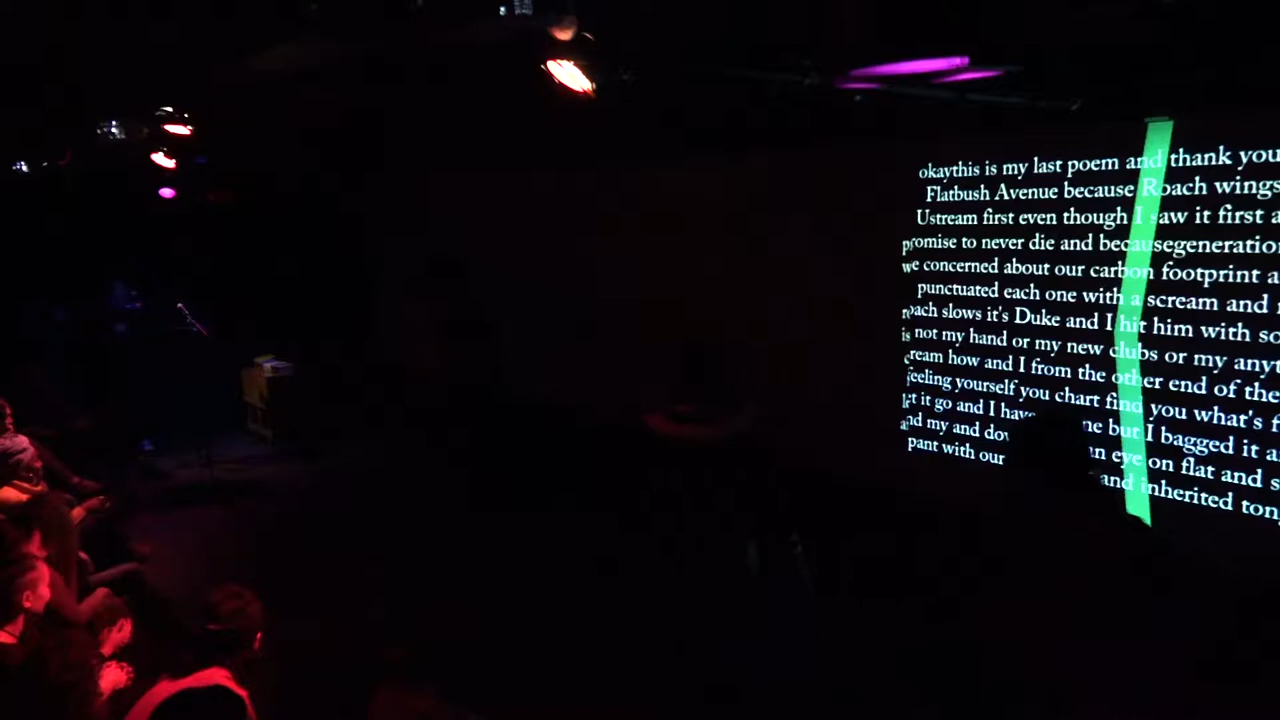 okaythis is my last poem and thank you
Flatbush Avenue because Roach wings
Ustream first even though I saw it first a
promise to never die and becausegeneration
we concerned about our carbon footprint a
punctuated each one with a scream and
roach slows it's Duke and I hit him with so
is not my hand or my new clubs or my anyt
cream how and I from the other end of the
feeling yourself you chart find you what's f
let it go and I have ne but I bagged it a
and my and dow an eye on flat and s
pant with our and inherited ton